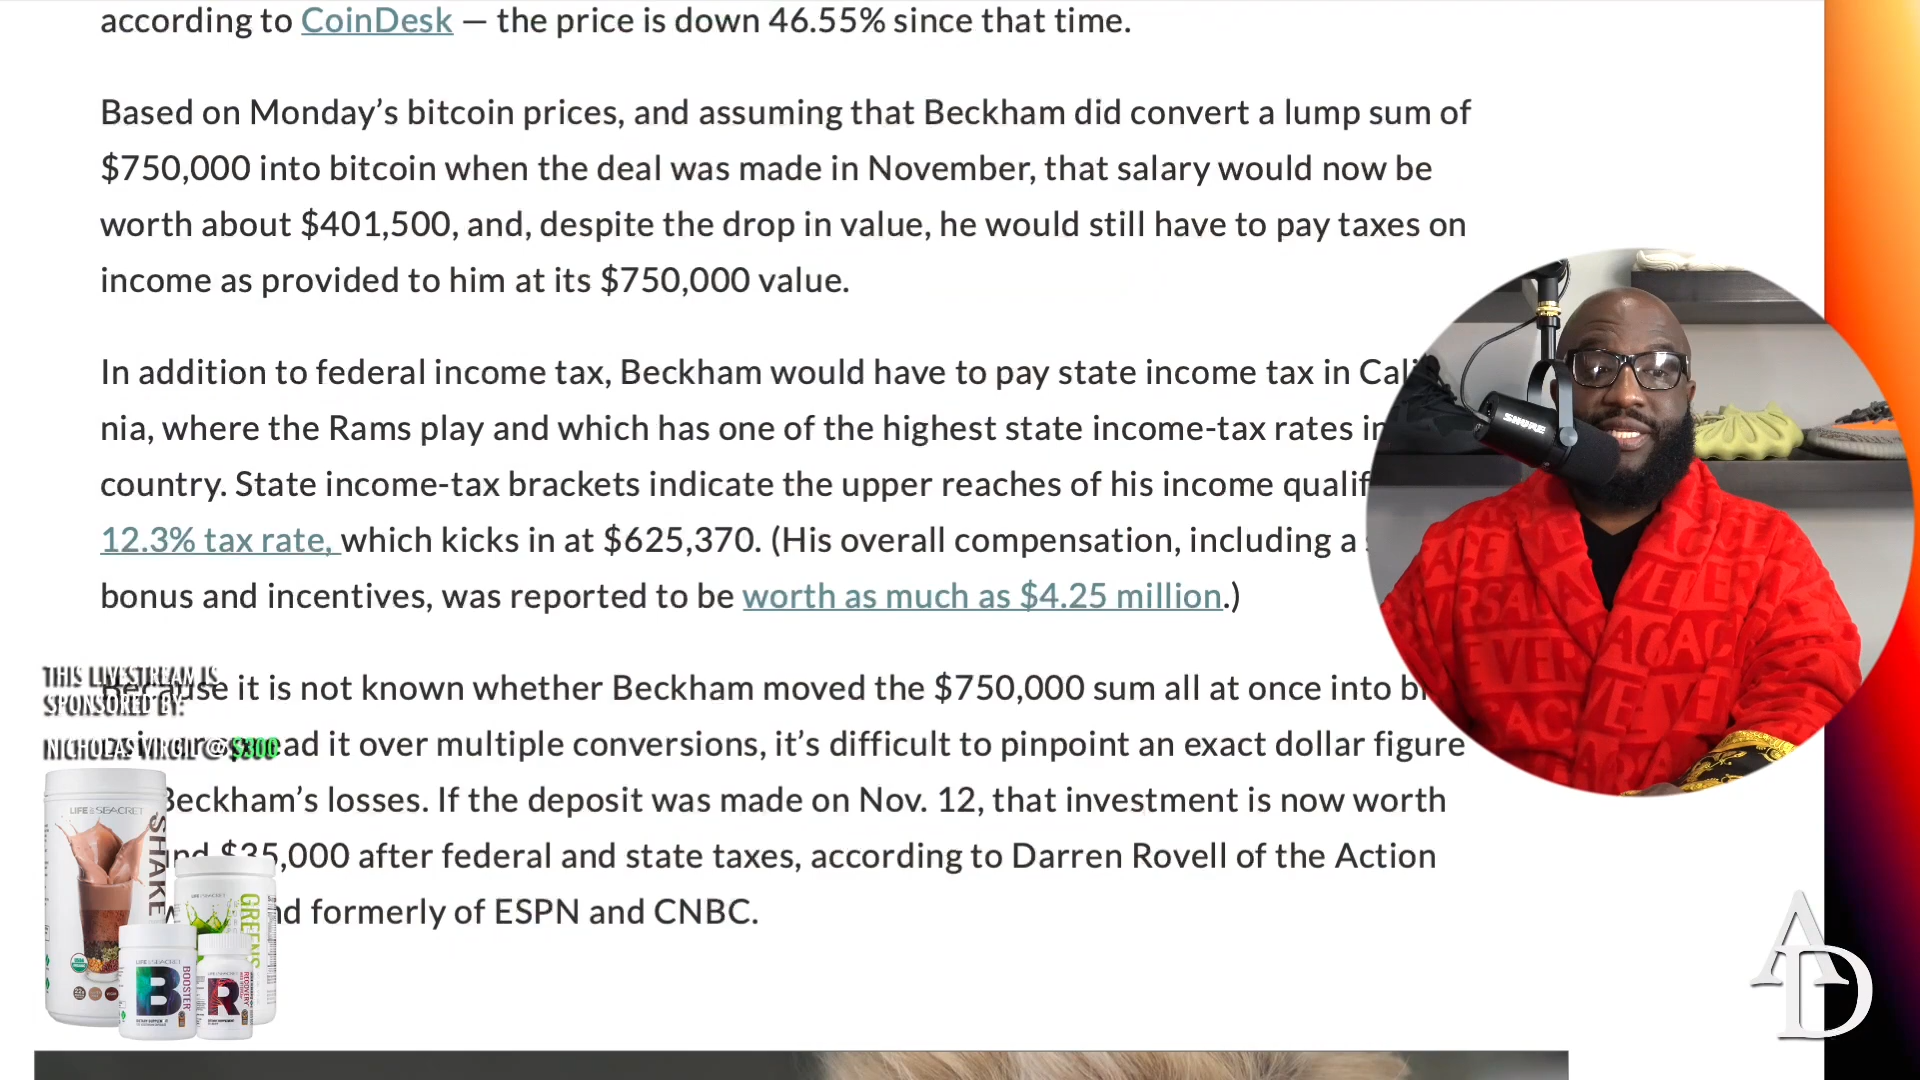 according to CoinDesk — the price is down 46.55% since that time.
Based on Monday’s bitcoin prices, and assuming that Beckham did convert a lump sum of
$750,000 into bitcoin when the deal was made in November, that salary would now be
worth about $401,500, and, despite the drop in value, he would still have to pay taxes on
income as provided to him at its $750,000 value.
In addition to federal income tax, Beckham would have to pay state income tax in Cali
nia, where the Rams play and which has one of the highest state income-tax rates in
country. State income-tax brackets indicate the upper reaches of his income qualif
12.3% tax rate, which kicks in at $625,370. (His overall compensation, including a
bonus and incentives, was reported to be worth as much as $4.25 million.)
it is not known whether Beckham moved the $750,000 sum all at once into
ead it over multiple conversions, it’s difficult to pinpoint an exact dollar figure
Beckham’s losses. If the deposit was made on Nov. 12, that investment is now worth
$35,000 after federal and state taxes, according to Darren Rovell of the Action
formerly of ESPN and CNBC.
THIS LIVESTREAM IS
SPONSORED BY:
NICHOLAS VIRGIL @ $300
LIFE SEACRET
SHAKE
GREENS
B
BOOSTER
R
RECOVERY
SHURE
AD